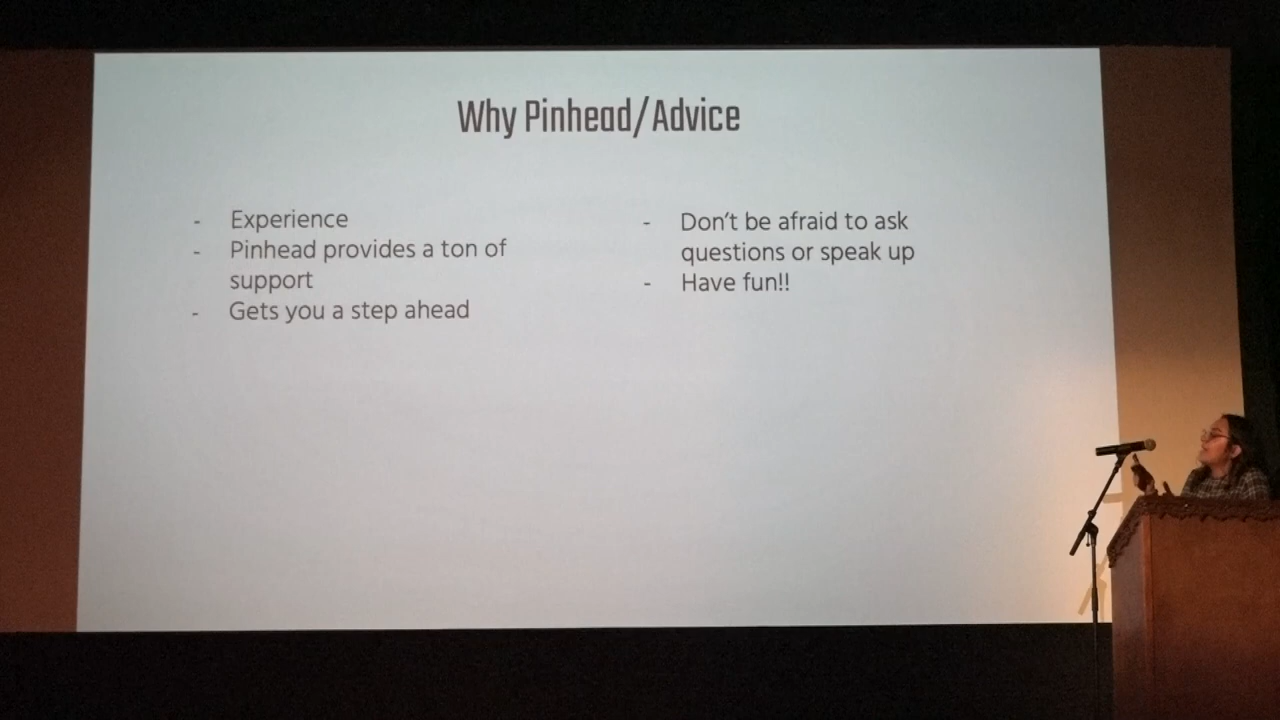 Why Pinhead/Advice
- Experience
- Pinhead provides a ton of
support
- Gets you a step ahead
- Don't be afraid to ask
questions or speak up
- Have fun!!